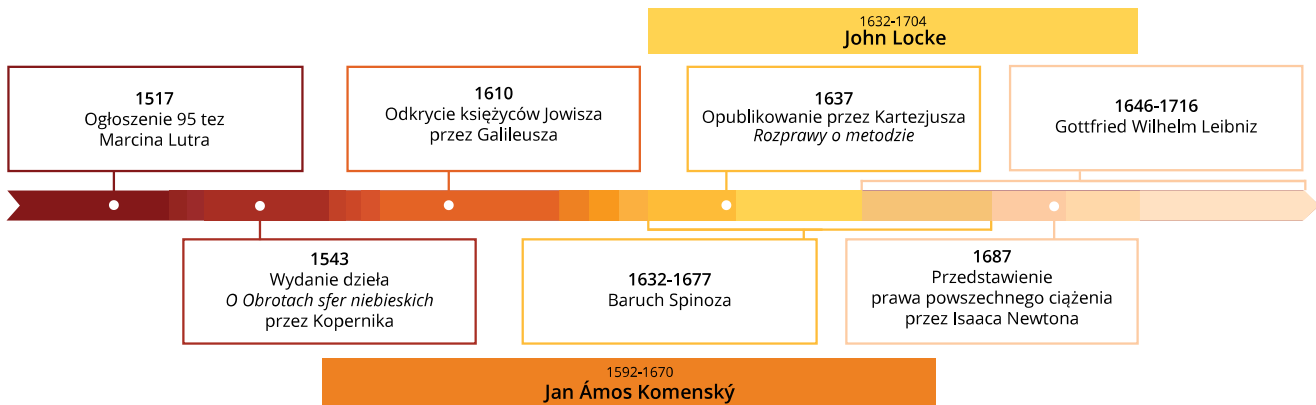 1632-1704
John Locke
1517
Ogłoszenie 95 tez
Marcina Lutra
1610
Odkrycie księżyców Jowisza
przez Galileusza
1637
Opublikowanie przez Kartezjusza
Rozprawy o metodzie
1646-1716
Gottfried Wilhelm Leibniz
1543
Wydanie dzieła
O Obrotach sfer niebieskich
przez Kopernika
1632-1677
Baruch Spinoza
1687
Przedstawienie
prawa powszechnego ciążenia
przez Isaaca Newtona
1592-1670
Jan Ámos Komenský